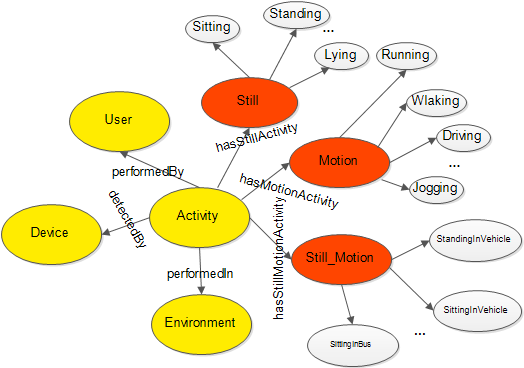 Sitting
Standing
...
Lying
Running
Still
Wlaking
User
hasStillActivity
Driving
Motion
...
performedBy
hasMotionActivity
Jogging
detectedBy
Activity
Device
hasStillMotionActivity
StandingInVehicle
Still_Motion
performedIn
SittingInVehicle
Environment
...
SittingInBus